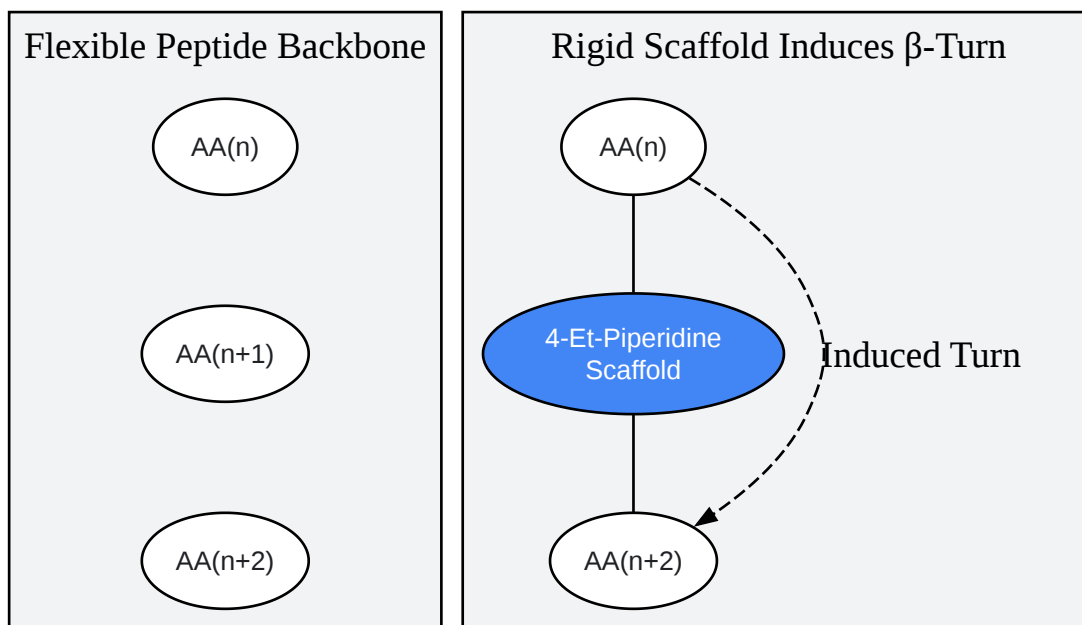 Flexible Peptide Backbone
AA(n)
AA(n+1)
AA(n+2)
Rigid Scaffold Induces β-Turn
AA(n)
4-Et-Piperidine
Scaffold
Induced Turn
AA(n+2)